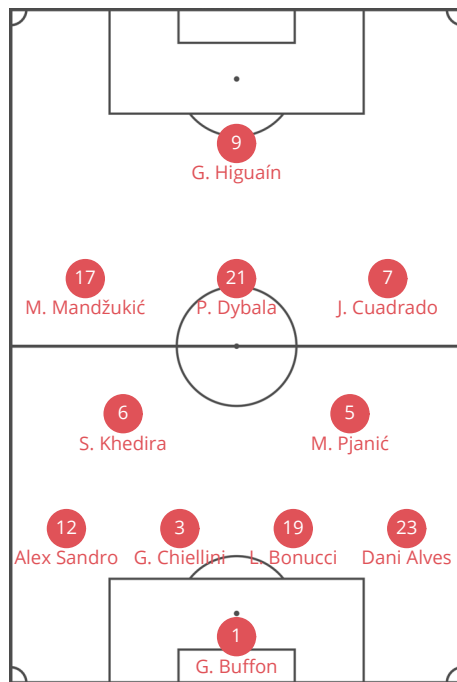 9
G. Higuaín
17
21
7
M. Mandžukić
P. Dybala
J. Cuadrado
6
5
S. Khedira
M. Pjanić
12
3
19
23
Alex Sandro
G. Chiellini
L. Bonucci
Dani Alves
1
G. Buffon